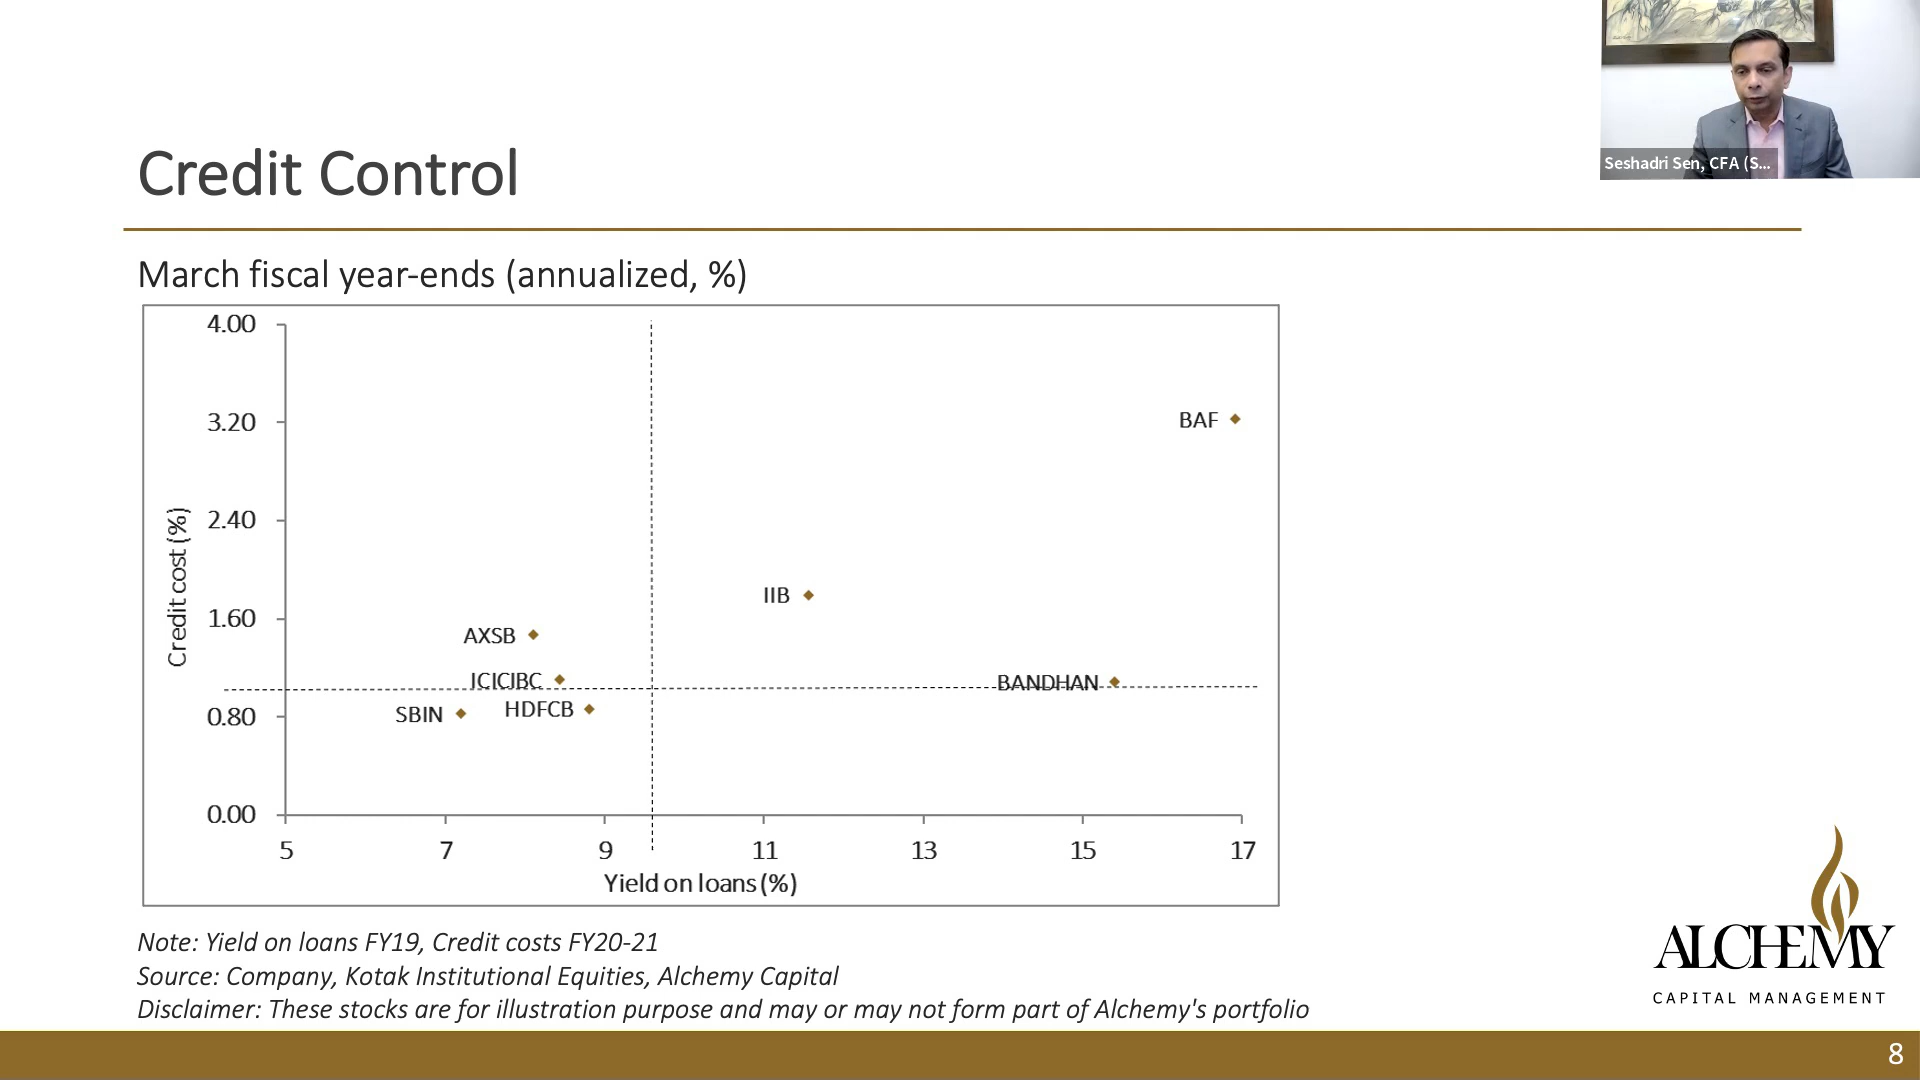 Seshadri Sen, CFA (S...
Credit Control
March fiscal year-ends (annualized, %)
4.00
3.20
2.40
1.60
0.80
0.00
Credit cost (%)
BAF
IIB
AXSB
ICICIBC
BANDHAN
SBIN
HDFCB
5 7 9 11 13 15 17
Yield on loans (%)
Note: Yield on loans FY19, Credit costs FY20-21
Source: Company, Kotak Institutional Equities, Alchemy Capital
Disclaimer: These stocks are for illustration purpose and may or may not form part of Alchemy's portfolio
ALCHEMY
CAPITAL MANAGEMENT
8